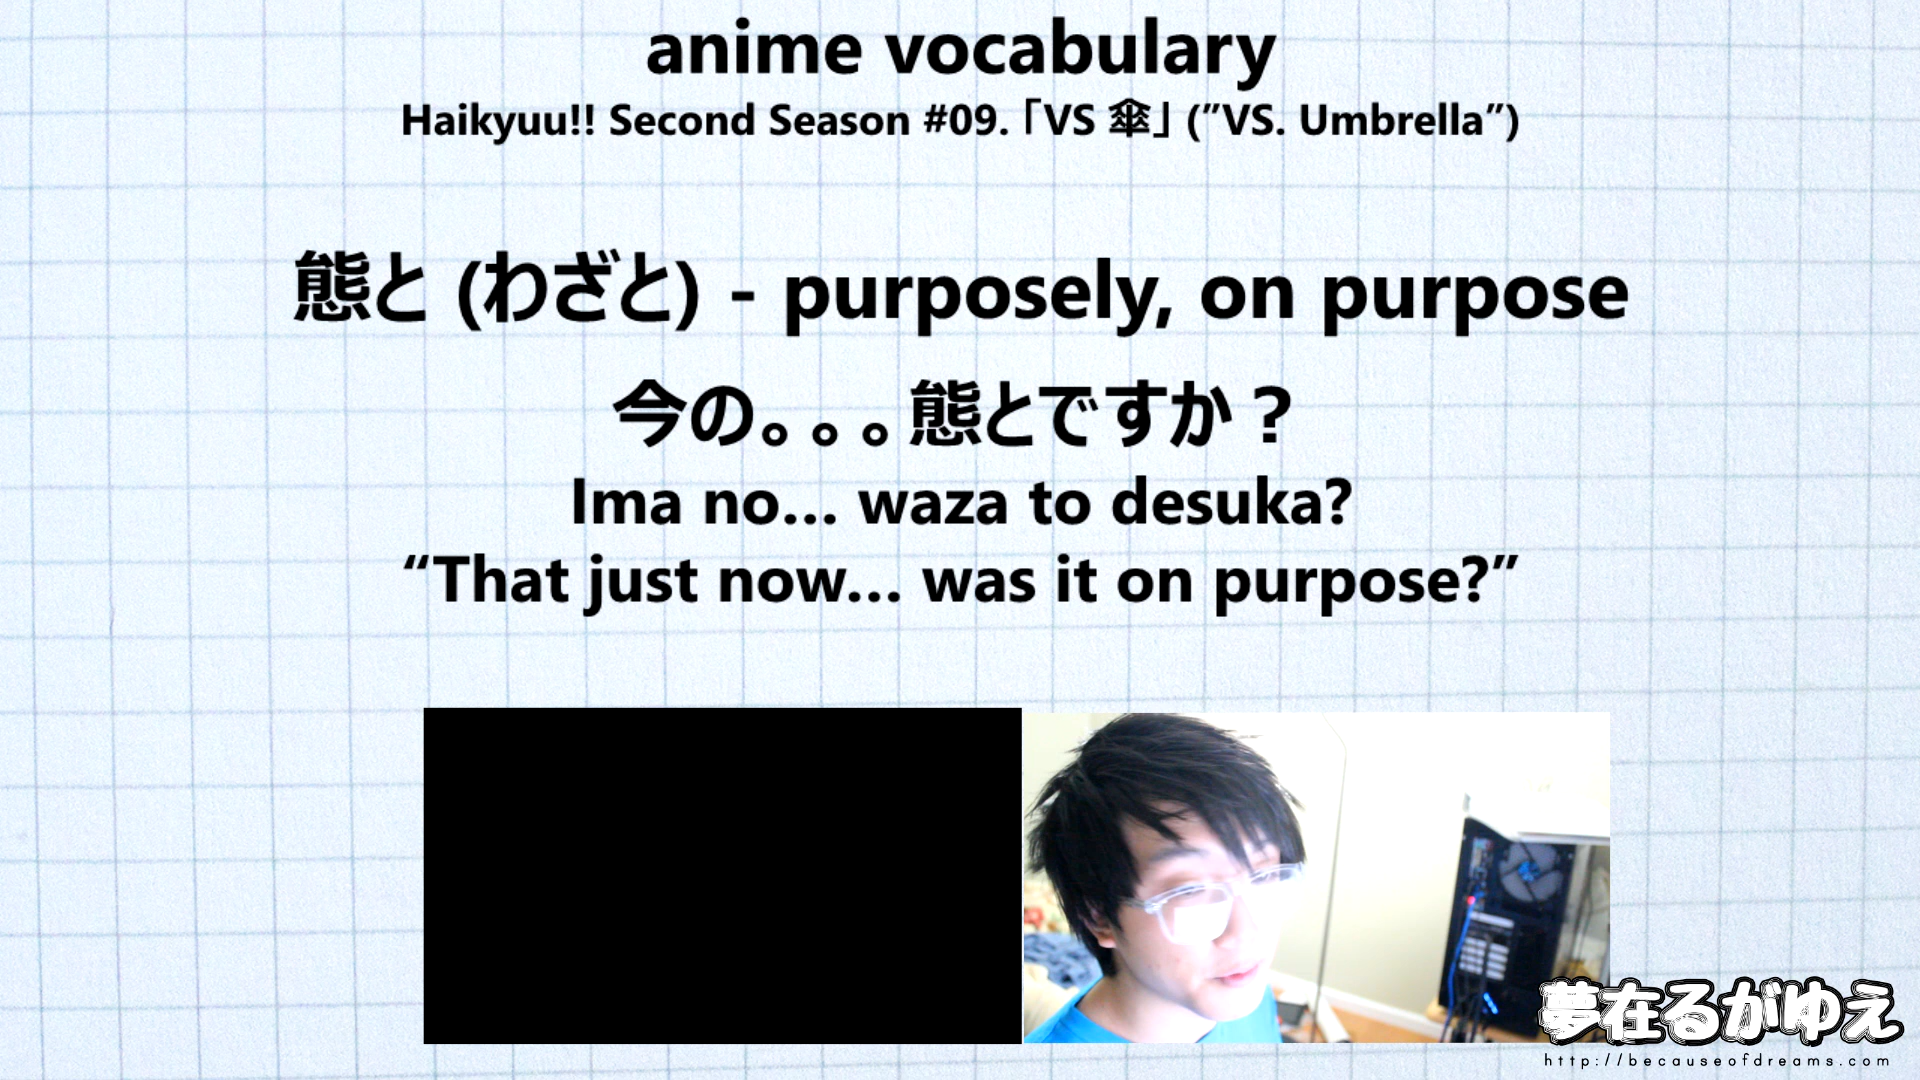 anime vocabulary
Haikyuu!! Second Season #09.「VS 傘」(”VS. Umbrella”)
態と (わざと) - purposely, on purpose
今の。。。態とですか？
Ima no... waza to desuka?
“That just now... was it on purpose?”
夢在るがゆえ
http://becauseofdreams.com